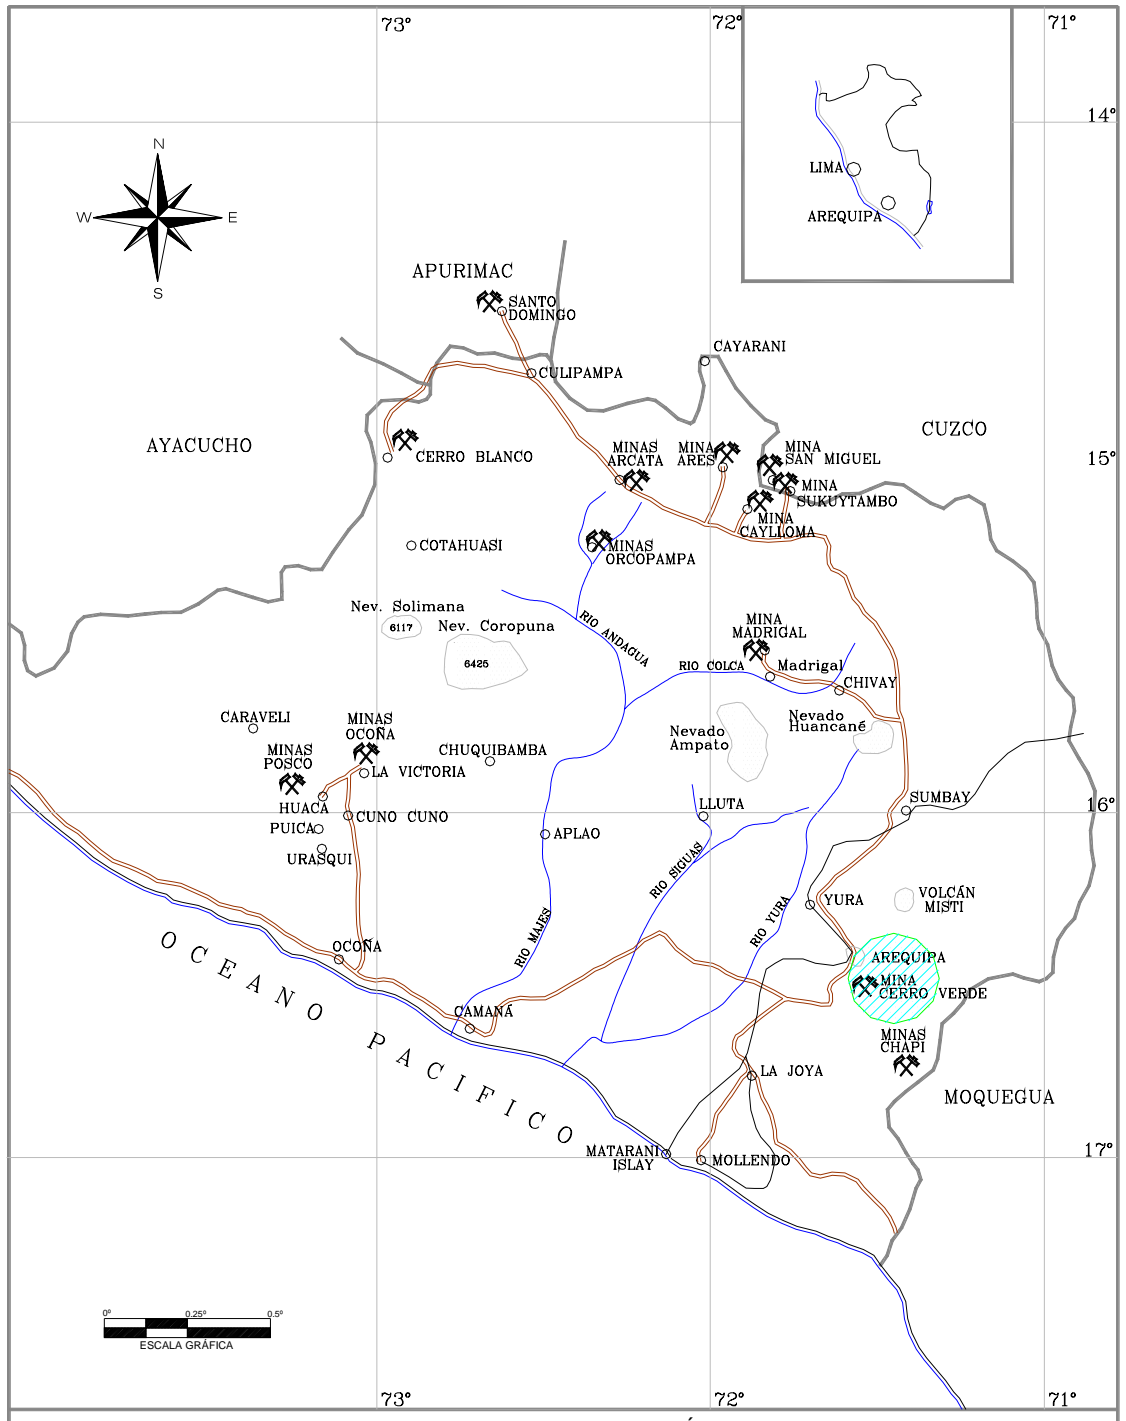 73°
72°
71°
14°
LIMA
AREQUIPA
N
W
E
S
APURIMAC
SANTO
DOMINGO
CAYARANI
CULIPAMPA
CUZCO
AYACUCHO
CERRO BLANCO
MINAS
ARCATA
MINA
ARES
MINA
SAN MIGUEL
15°
MINA
SUKUYTAMBO
MINA
CAYLLOMA
COTAHUASI
MINAS
ORCOPAMPA
Nev. Solimana
6117
Nev. Coropuna
6425
RIO ANDAGUA
MINA
MADRIGAL
RIO COLCA
Madrigal
CHIVAY
CARAVELI
MINAS
OCOÑA
MINAS
POSCO
CHUQUIBAMBA
LA VICTORIA
Nevado
Ampato
Nevado
Huancané
HUACA
CUNO CUNO
PUICA
URASQUI
APLAO
LLUTA
SUMBAY
16°
RIO SIGUAS
YURA
VOLCÁN
MISTI
RIO MAJES
RIO YURA
OCOÑA
AREQUIPA
MINA
CERRO VERDE
CAMANÁ
MINAS
CHAPI
OCEANO PACIFICO
LA JOYA
MOQUEGUA
MATARANI
ISLAY
MOLLENDO
17°
0°
0.25°
0.5°
ESCALA GRÁFICA
73°
72°
71°